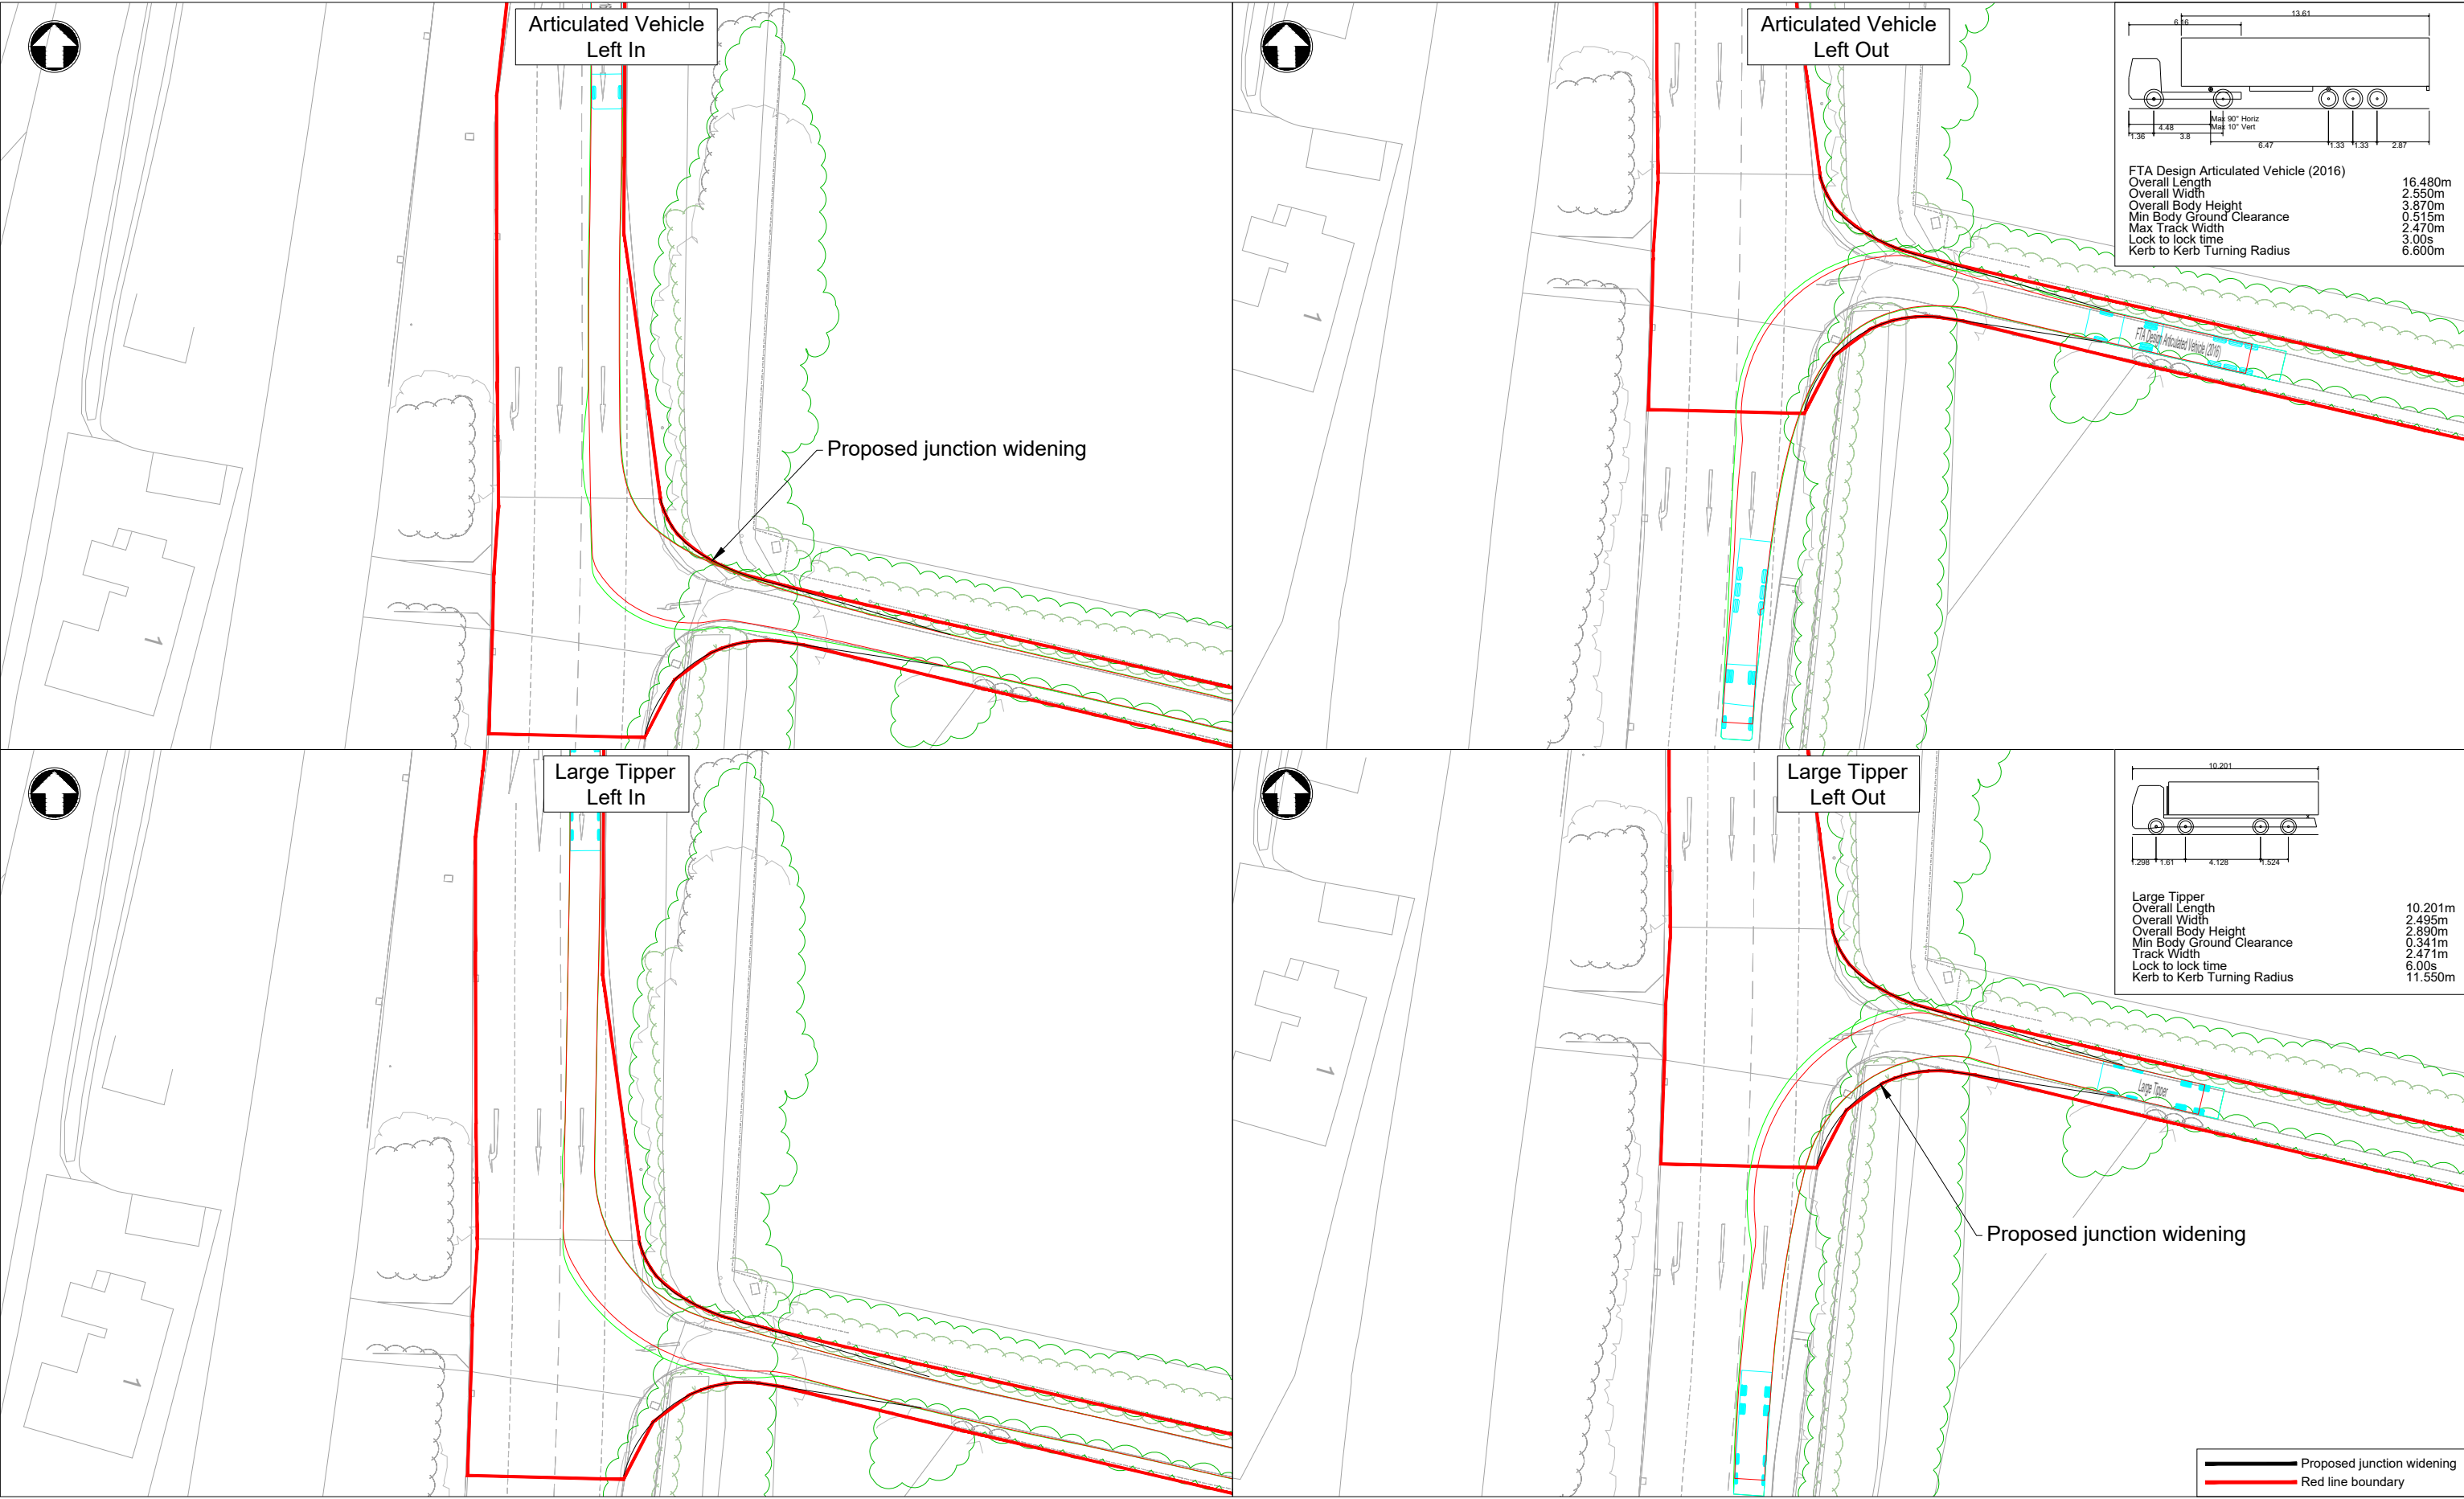 Articulated Vehicle
Left In
Proposed junction widening
1
Articulated Vehicle
Left Out
1
FTA Design Articulated Vehicle (2016)
13.61
6.16
Max 90° Horiz
Max 10° Vert
1.36
4.48
3.8
6.47
1.33
1.33
2.87
FTA Design Articulated Vehicle (2016)
Overall Length 16.480m
Overall Width 2.550m
Overall Body Height 3.870m
Min Body Ground Clearance 0.515m
Max Track Width 2.470m
Lock to lock time 3.00s
Kerb to Kerb Turning Radius 6.600m
Large Tipper
Left In
1
Large Tipper
Left Out
1
Large Tipper
Proposed junction widening
10.201
1.298
1.61
4.128
1.524
Large Tipper
Overall Length 10.201m
Overall Width 2.495m
Overall Body Height 2.890m
Min Body Ground Clearance 0.341m
Track Width 2.471m
Lock to lock time 6.00s
Kerb to Kerb Turning Radius 11.550m
Proposed junction widening
Red line boundary